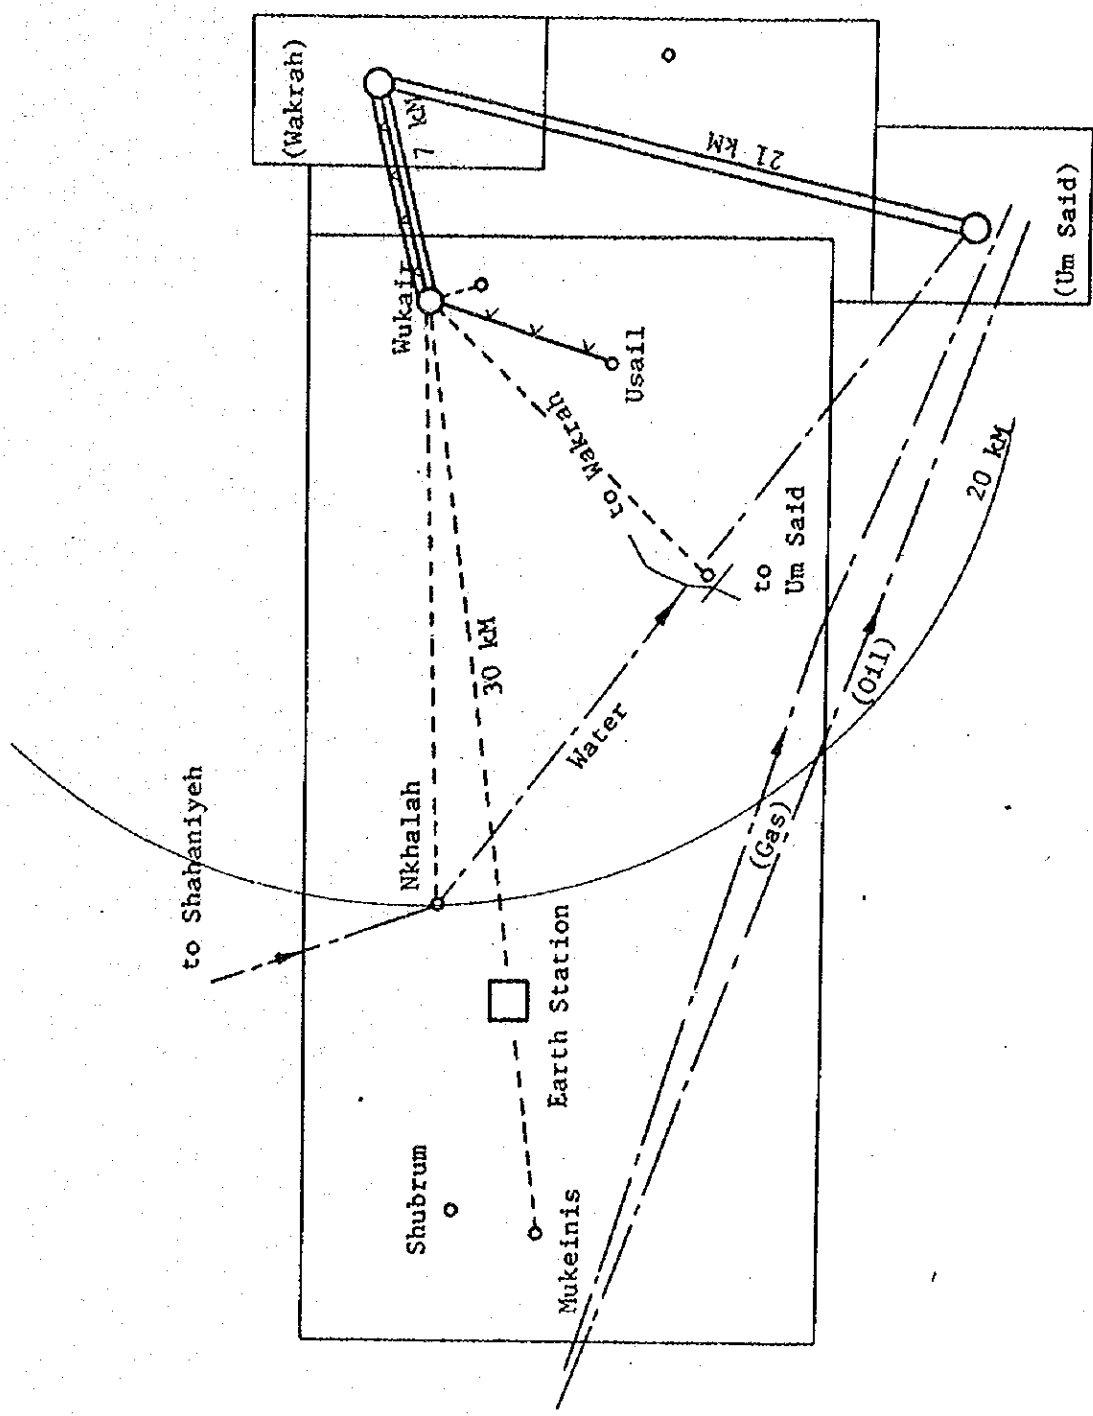 (Wakrah)
7 kM
21 kM
(Um Said)
Wukair
Usail
to Wakrah
to
Um Said
20 kM
30 kM
Water
(Oil)
(Gas)
to Shahaniyeh
Nkhalah
Earth Station
Shubrum
Mukeinis